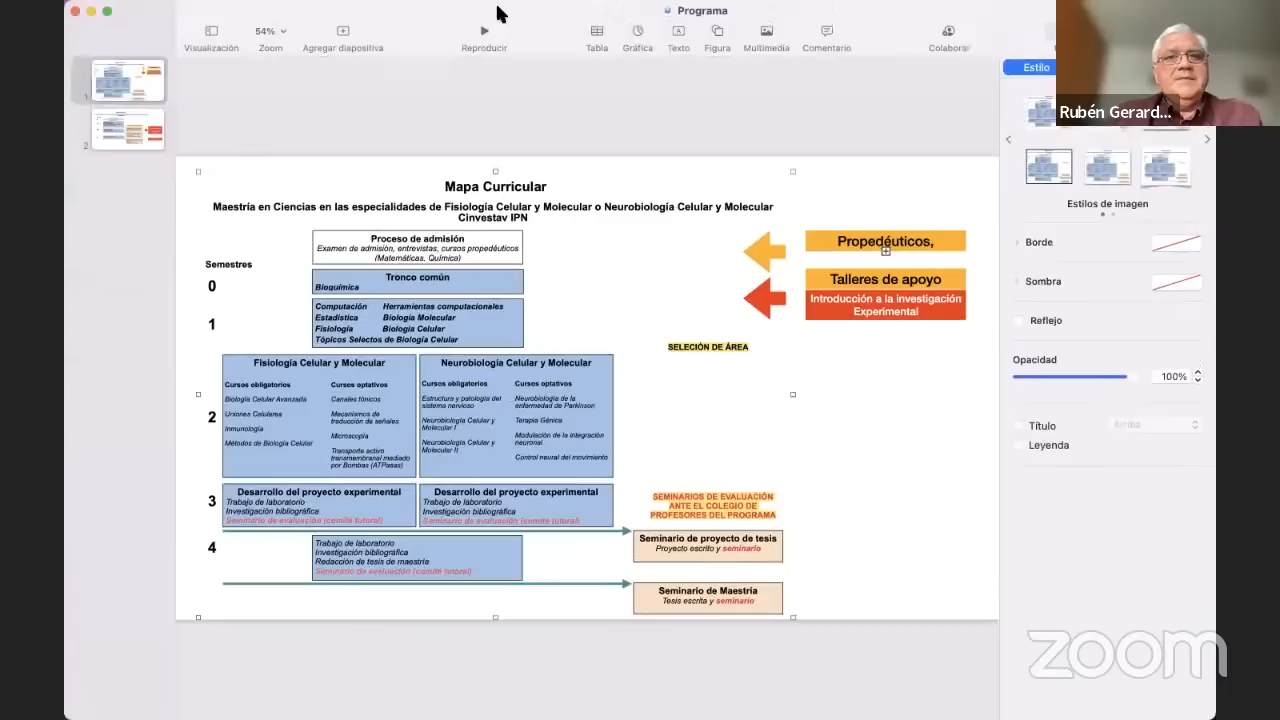 Programa
54%
Visualización
Zoom
Agregar diapositiva
Reproducir
Tabla
Gráfica
Texto
Figura
Multimedia
Comentario
Colaborar
Estilo
Rubén Gerard...
1
2
Estilos de imagen
Borde
Sombra
Reflejo
Opacidad
100%
Título
Arriba
Leyenda
Mapa Curricular
Maestría en Ciencias en las especialidades de Fisiología Celular y Molecular o Neurobiología Celular y Molecular
Cinvestav IPN
Proceso de admisión
Examen de admisión, entrevistas, cursos propedéuticos
(Matemáticas, Química)
Semestres
0
Tronco común
Bioquímica
1
Computación Herramientas computacionales
Estadística Biología Molecular
Fisiología Biología Celular
Tópicos Selectos de Biología Celular
Propedéuticos,
Talleres de apoyo
Introducción a la investigación
Experimental
SELECIÓN DE ÁREA
2
Fisiología Celular y Molecular
Cursos obligatorios
Biología Celular Avanzada
Uniones Celulares
Inmunología
Métodos de Biología Celular
Cursos optativos
Canales Iónicos
Mecanismos de
traducción de señales
Microscopía
Transporte activo
transmembranal mediado
por Bombas (ATPasas)
Neurobiología Celular y Molecular
Cursos obligatorios
Estructura y patología del
sistema nervioso
Neurobiología Celular y
Molecular I
Neurobiología Celular y
Molecular II
Cursos optativos
Neurobiología de la
enfermedad de Parkinson
Terapia Génica
Modulación de la integración
neuronal
Control neural del movimiento
3
Desarrollo del proyecto experimental
Trabajo de laboratorio
Investigación bibliográfica
Seminario de evaluación (comité tutoral)
Desarrollo del proyecto experimental
Trabajo de laboratorio
Investigación bibliográfica
Seminario de evaluación (comité tutoral)
SEMINARIOS DE EVALUACIÓN
ANTE EL COLEGIO DE
PROFESORES DEL PROGRAMA
4
Trabajo de laboratorio
Investigación bibliográfica
Redacción de tesis de maestría
Seminario de evaluación (comité tutoral)
Seminario de proyecto de tesis
Proyecto escrito y seminario
Seminario de Maestría
Tesis escrita y seminario
zoom